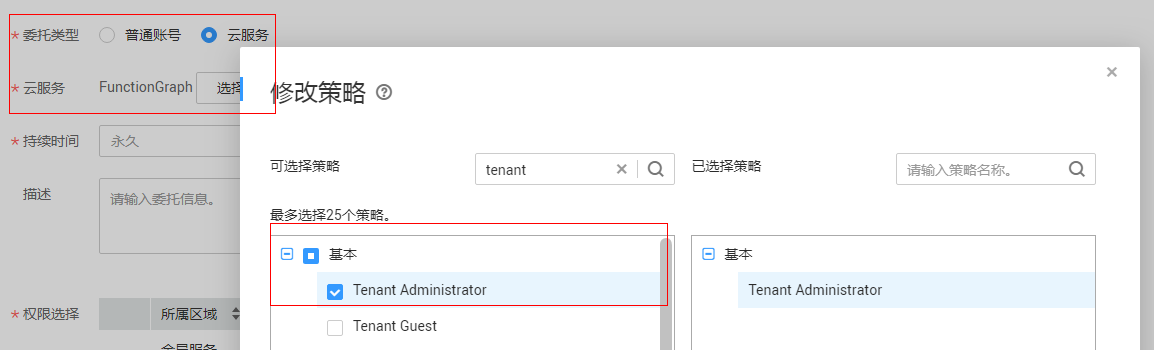 * 委托类型 普通账号 云服务
* 云服务 FunctionGraph 选择
* 持续时间 永久
描述 请输入委托信息。
* 权限选择 所属区域
修改策略 ?
可选择策略 tenant
已选择策略 请输入策略名称。
最多选择25个策略。
基本
Tenant Administrator
Tenant Guest
基本
Tenant Administrator